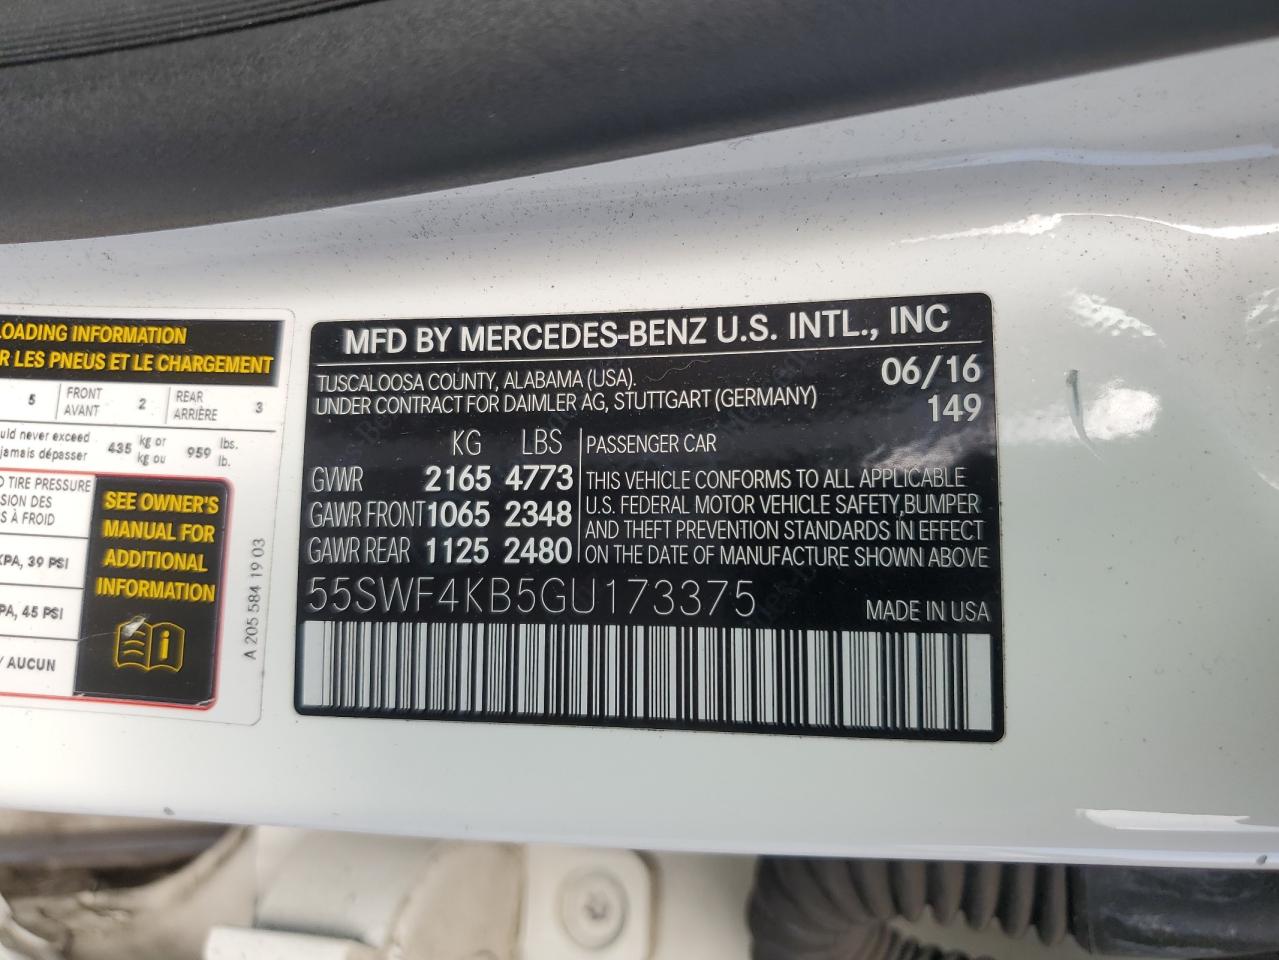 LOADING INFORMATION
R LES PNEUS ET LE CHARGEMENT
5 FRONT AVANT 2 REAR ARRIÈRE 3
uld never exceed
jamais dépasser 435 kg or kg ou 959 lbs. lb.
D TIRE PRESSURE
SION DES
S À FROID
KPA, 39 PSI
PA, 45 PSI
/ AUCUN
SEE OWNER'S
MANUAL FOR
ADDITIONAL
INFORMATION
A 205 584 19 03
MFD BY MERCEDES-BENZ U.S. INTL., INC
TUSCALOOSA COUNTY, ALABAMA (USA). 06/16
UNDER CONTRACT FOR DAIMLER AG, STUTTGART (GERMANY) 149
KG LBS
GVWR 2165 4773
GAWR FRONT 1065 2348
GAWR REAR 1125 2480
PASSENGER CAR
THIS VEHICLE CONFORMS TO ALL APPLICABLE
U.S. FEDERAL MOTOR VEHICLE SAFETY,BUMPER
AND THEFT PREVENTION STANDARDS IN EFFECT
ON THE DATE OF MANUFACTURE SHOWN ABOVE
55SWF4KB5GU173375
MADE IN USA